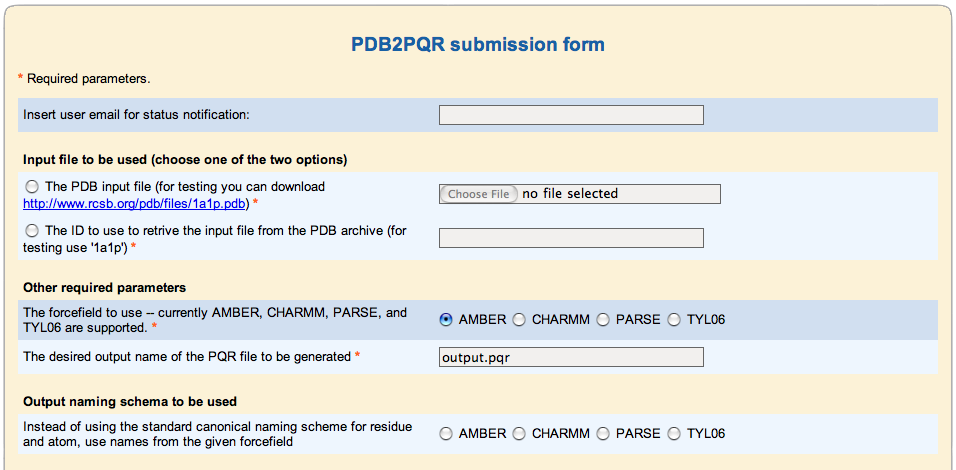 PDB2PQR submission form
* Required parameters.
Insert user email for status notification:
Input file to be used (choose one of the two options)
The PDB input file (for testing you can download
http://www.rcsb.org/pdb/files/1a1p.pdb) *
Choose File no file selected
The ID to use to retrive the input file from the PDB archive (for
testing use '1a1p') *
Other required parameters
The forcefield to use -- currently AMBER, CHARMM, PARSE, and
TYL06 are supported. *
AMBER CHARMM PARSE TYL06
The desired output name of the PQR file to be generated *
output.pqr
Output naming schema to be used
Instead of using the standard canonical naming scheme for residue
and atom, use names from the given forcefield
AMBER CHARMM PARSE TYL06